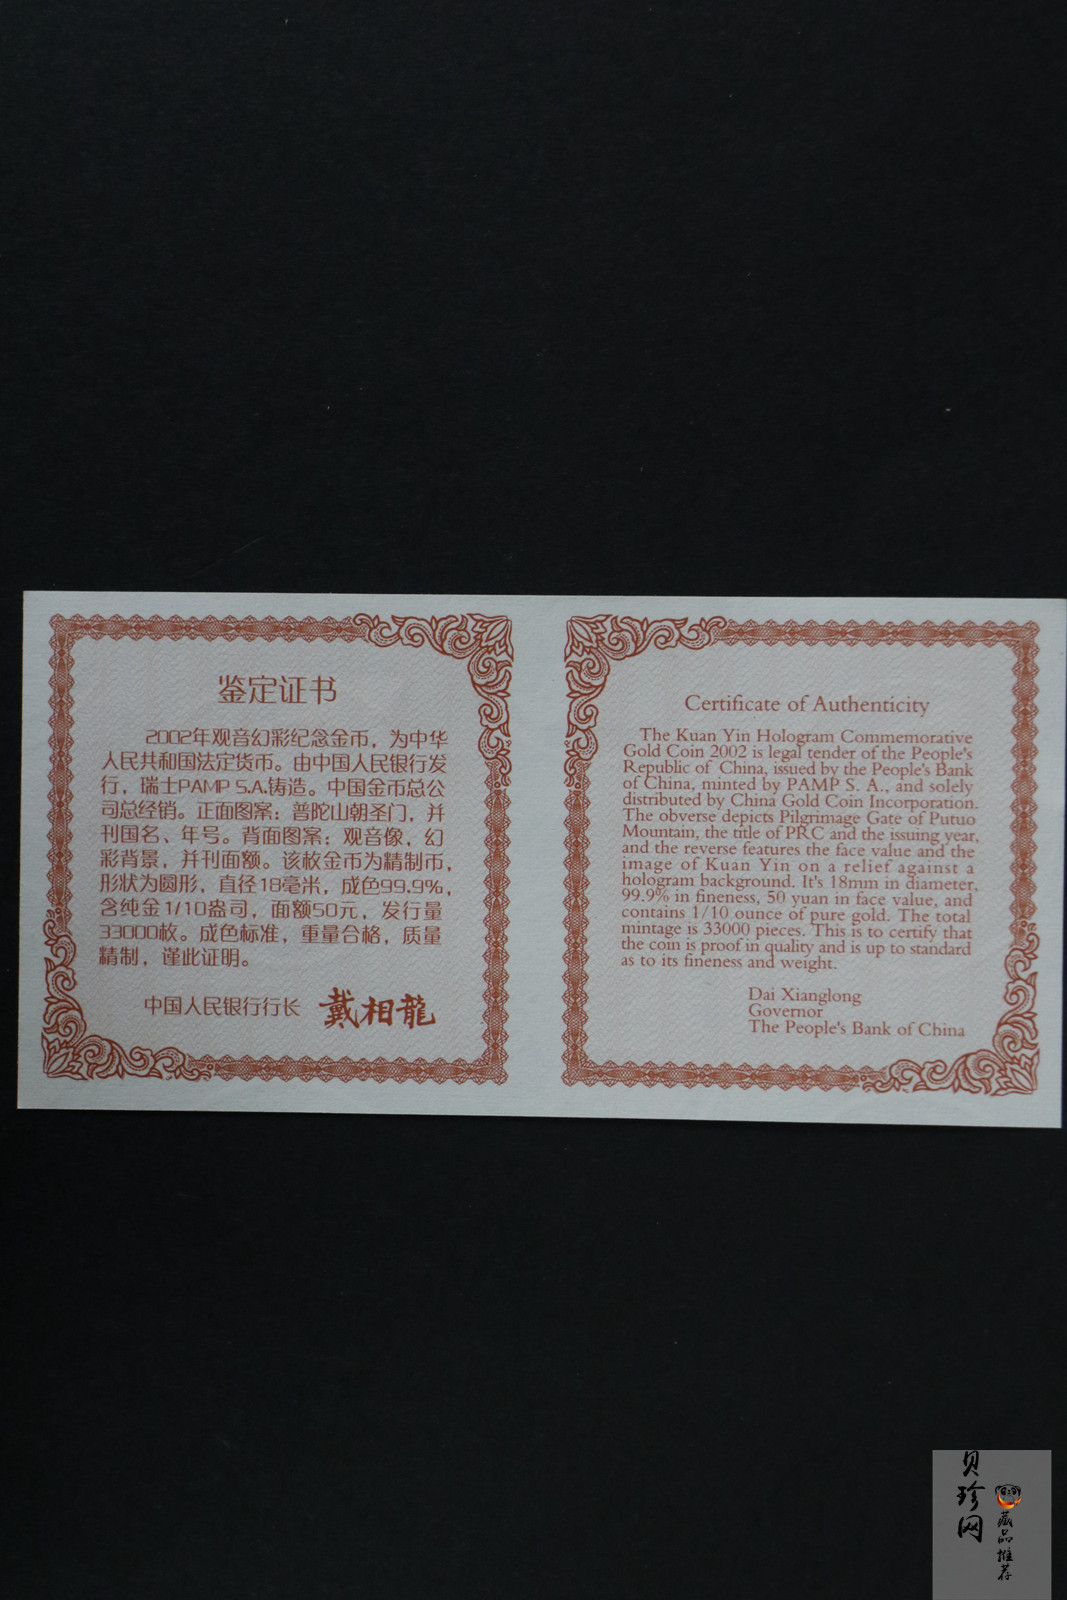 鉴定证书
2002年观音幻彩纪念金币，为中华
人民共和国法定货币。由中国人民银行发
行，瑞士PAMP S.A.铸造。中国金币总公
司总经销。正面图案：普陀山朝圣门，并
刊国名、年号。背面图案：观音像，幻
彩背景，并刊面额。该枚金币为精制币，
形状为圆形，直径18毫米，成色99.9%，
含纯金1/10盎司，面额50元，发行量
33000枚。成色标准，重量合格，质量
精制，谨此证明。
中国人民银行行长 戴相龍
Certificate of Authenticity
The Kuan Yin Hologram Commemorative
Gold Coin 2002 is legal tender of the People's
Republic of China, issued by the People's Bank
of China, minted by PAMP S. A., and solely
distributed by China Gold Coin Incorporation.
The obverse depicts Pilgrimage Gate of Putuo
Mountain, the title of PRC and the issuing year,
and the reverse features the face value and the
image of Kuan Yin on a relief against a
hologram background. It's 18mm in diameter,
99.9% in fineness, 50 yuan in face value, and
contains 1/10 ounce of pure gold. The total
mintage is 33000 pieces. This is to certify that
the coin is proof in quality and is up to standard
as to its fineness and weight.
Dai Xianglong
Governor
The People's Bank of China
贝珍网
藏品推荐